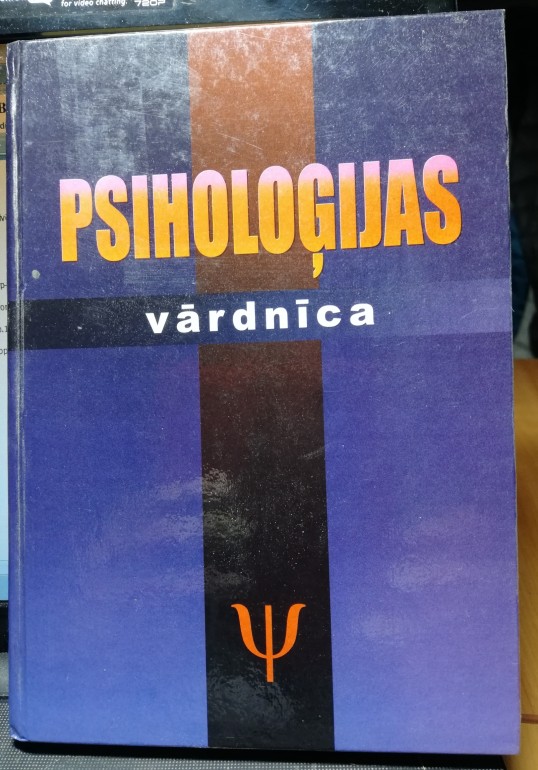 for video chatting. 720P
PSIHOLOĢIJAS
vārdnīca
Ψ